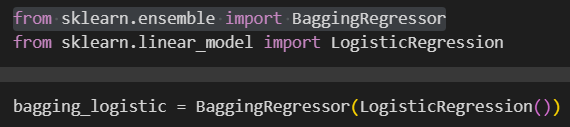 from sklearn.ensemble import BaggingRegressor
from sklearn.linear_model import LogisticRegression
bagging_logistic = BaggingRegressor(LogisticRegression())